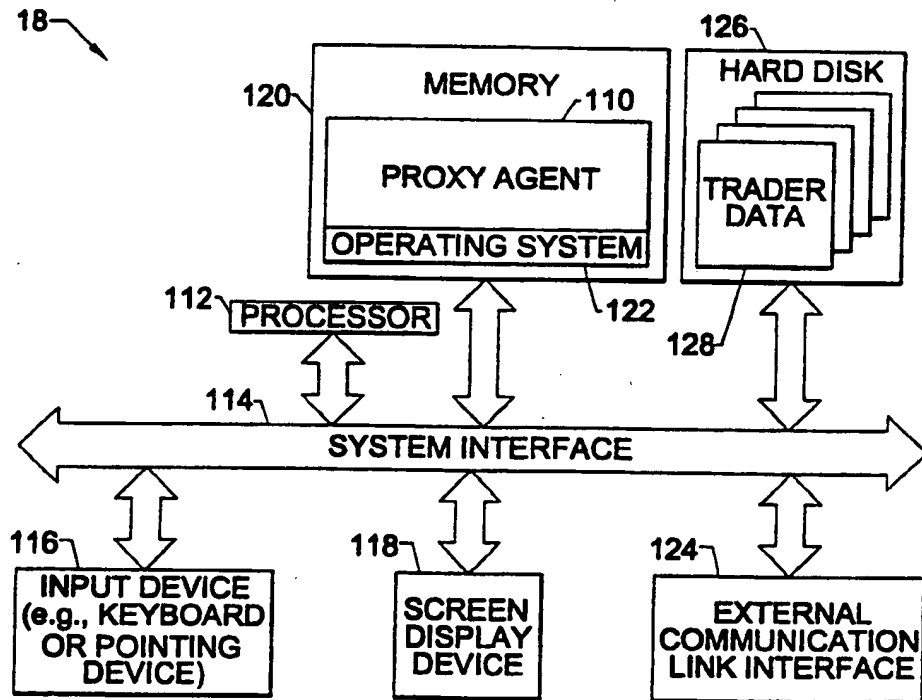 18
126
MEMORY
HARD DISK
120
110
PROXY AGENT
TRADER
DATA
OPERATING SYSTEM
112
PROCESSOR
122
128
114
SYSTEM INTERFACE
116
118
124
INPUT DEVICE
(e.g., KEYBOARD
OR POINTING
DEVICE)
SCREEN
DISPLAY
DEVICE
EXTERNAL
COMMUNICATION
LINK INTERFACE